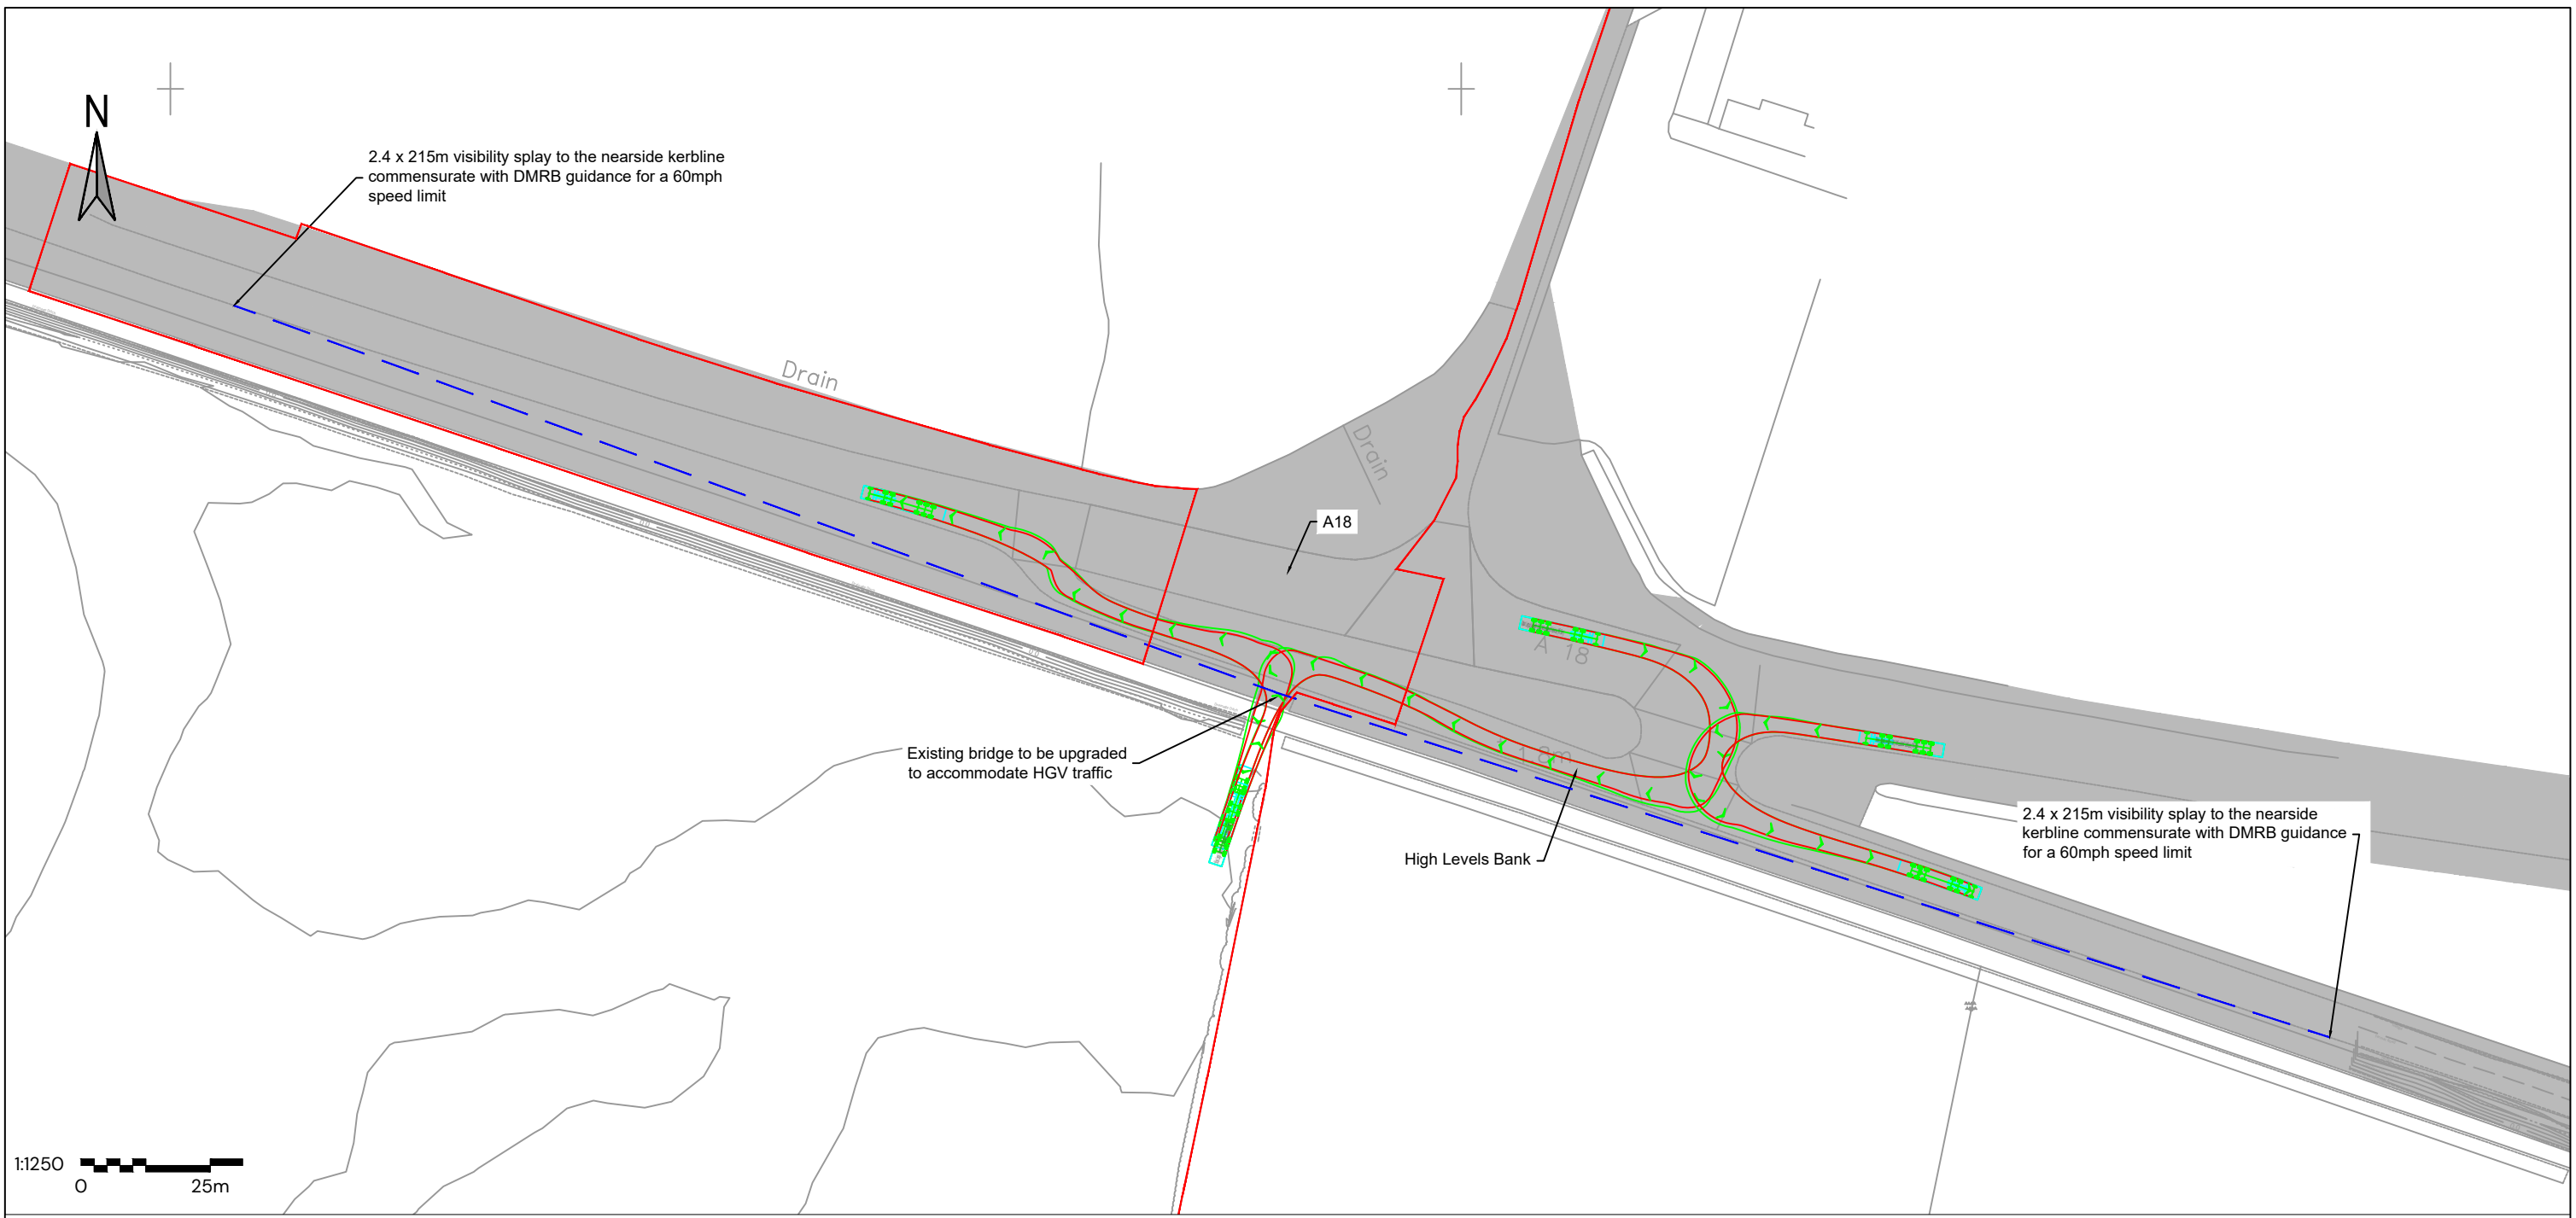 N
2.4 x 215m visibility splay to the nearside kerbline
commensurate with DMRB guidance for a 60mph
speed limit
Drain
Drain
A18
A 18
Existing bridge to be upgraded
to accommodate HGV traffic
1.8m
High Levels Bank
2.4 x 215m visibility splay to the nearside
kerbline commensurate with DMRB guidance
for a 60mph speed limit
1:1250
0 25m